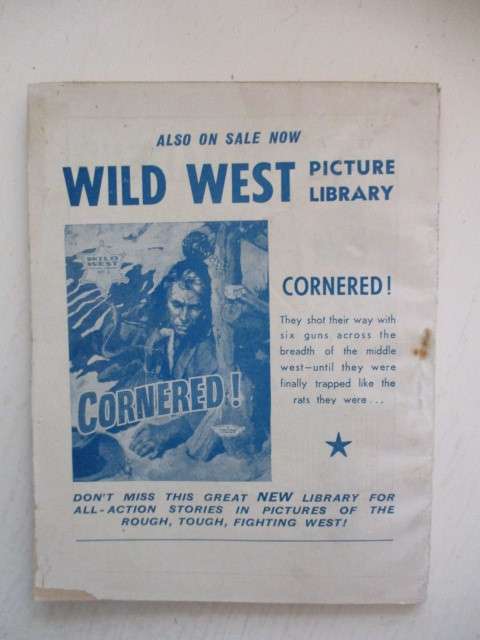 ALSO ON SALE NOW
WILD WEST PICTURE
LIBRARY
WILD
WEST
CORNERED!
CORNERED!
They shot their way with
six guns across the
breadth of the middle
west—until they were
finally trapped like the
rats they were...
DON'T MISS THIS GREAT NEW LIBRARY FOR
ALL-ACTION STORIES IN PICTURES OF THE
ROUGH, TOUGH, FIGHTING WEST!